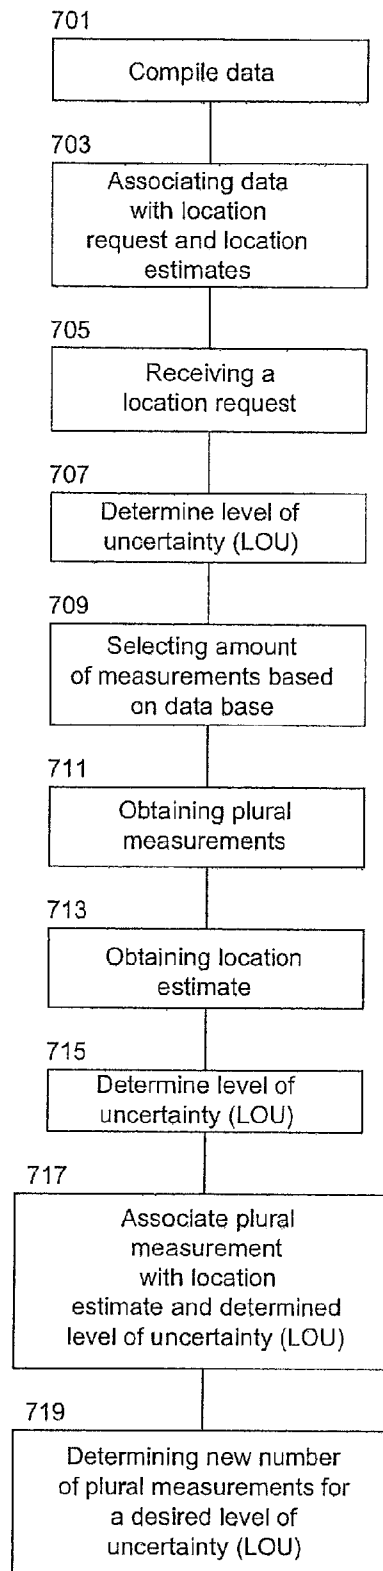 701
Compile data
703
Associating data
with location
request and location
estimates
705
Receiving a
location request
707
Determine level of
uncertainty (LOU)
709
Selecting amount
of measurements based
on data base
711
Obtaining plural
measurements
713
Obtaining location
estimate
715
Determine level of
uncertainty (LOU)
717
Associate plural
measurement
with location
estimate and determined
level of uncertainty (LOU)
719
Determining new number
of plural measurements for
a desired level of
uncertainty (LOU)